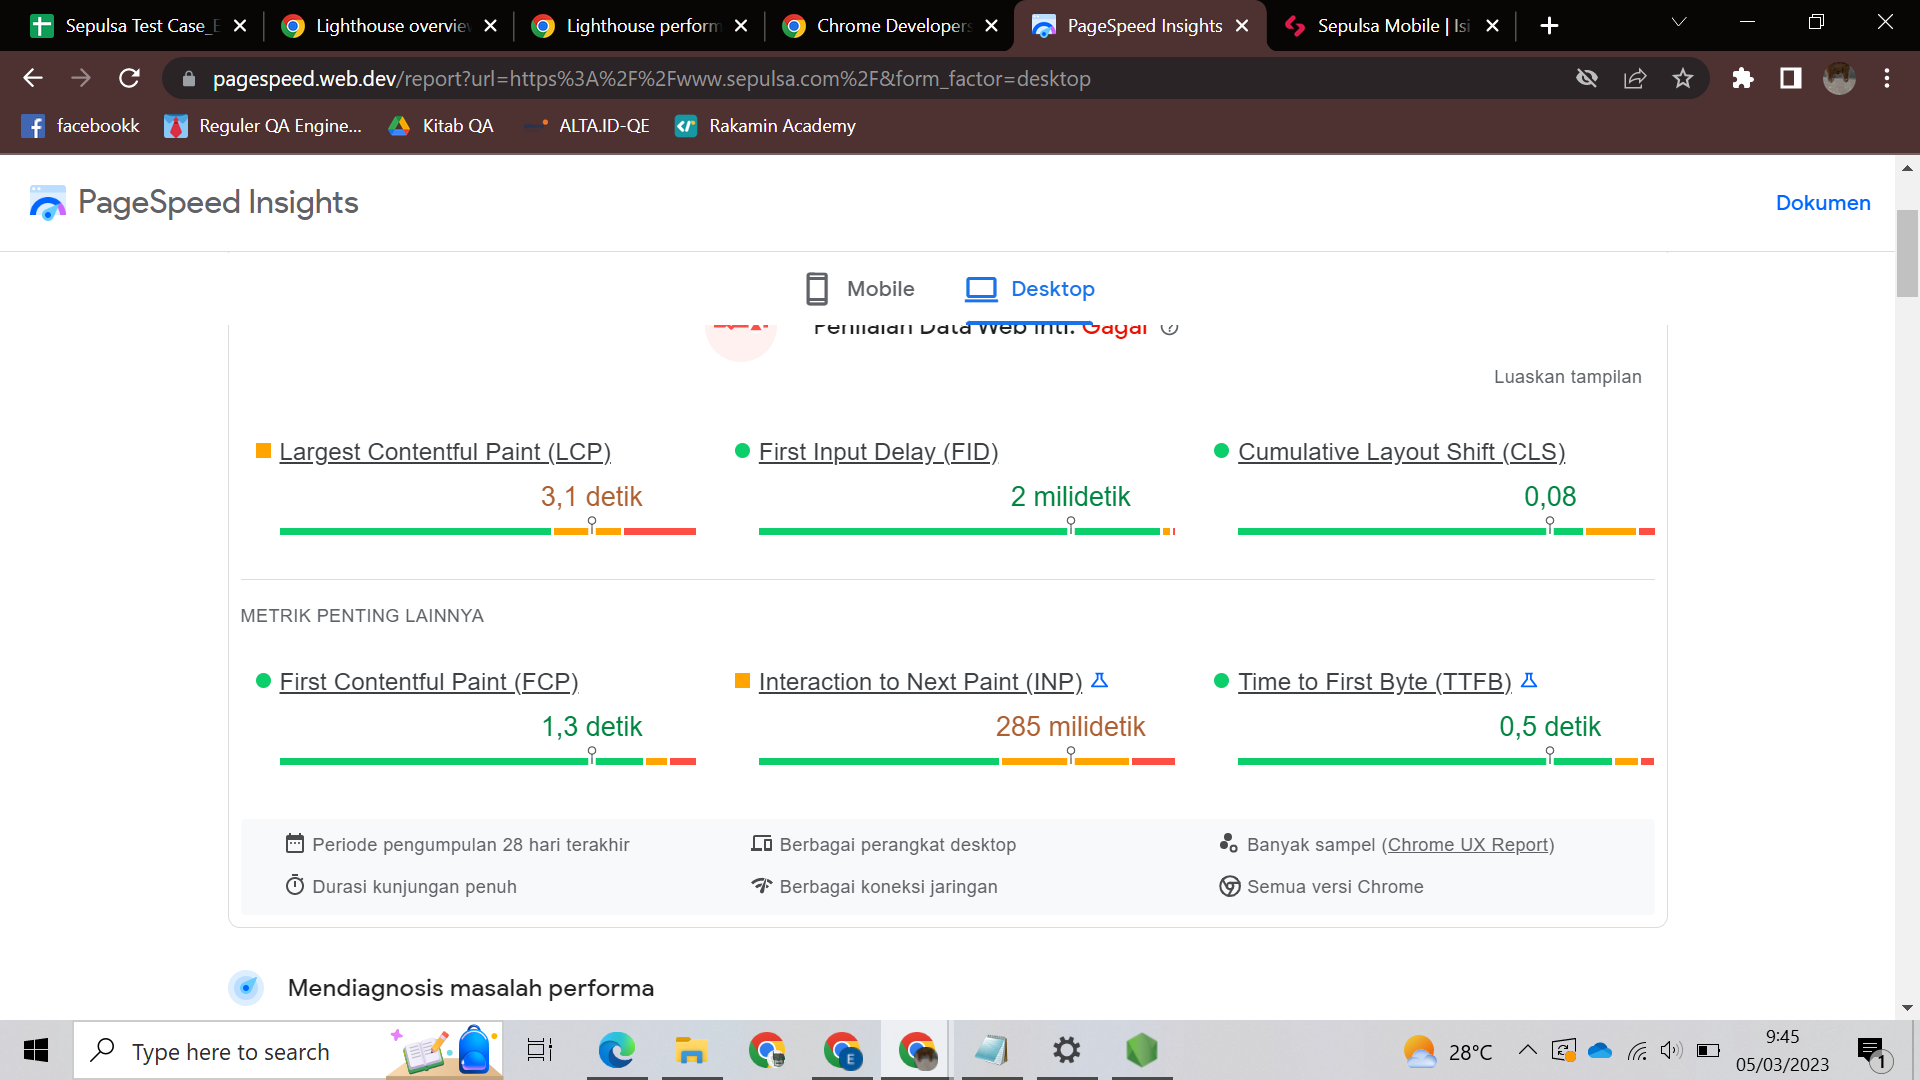 Sepulsa Test Case_E
Lighthouse overview
Lighthouse perform
Chrome Developers
PageSpeed Insights
Sepulsa Mobile | Isi
pagespeed.web.dev/report?url=https%3A%2F%2Fwww.sepulsa.com%2F&form_factor=desktop
facebookk
Reguler QA Engine...
Kitab QA
ALTA.ID-QE
Rakamin Academy
PageSpeed Insights
Dokumen
Mobile
Desktop
Penilaian Data Web Inti: Gagal
Luaskan tampilan
Largest Contentful Paint (LCP)
3,1 detik
First Input Delay (FID)
2 milidetik
Cumulative Layout Shift (CLS)
0,08
METRIK PENTING LAINNYA
First Contentful Paint (FCP)
1,3 detik
Interaction to Next Paint (INP)
285 milidetik
Time to First Byte (TTFB)
0,5 detik
Periode pengumpulan 28 hari terakhir
Berbagai perangkat desktop
Banyak sampel (Chrome UX Report)
Durasi kunjungan penuh
Berbagai koneksi jaringan
Semua versi Chrome
Mendiagnosis masalah performa
Type here to search
E
28°C
9:45
05/03/2023
1